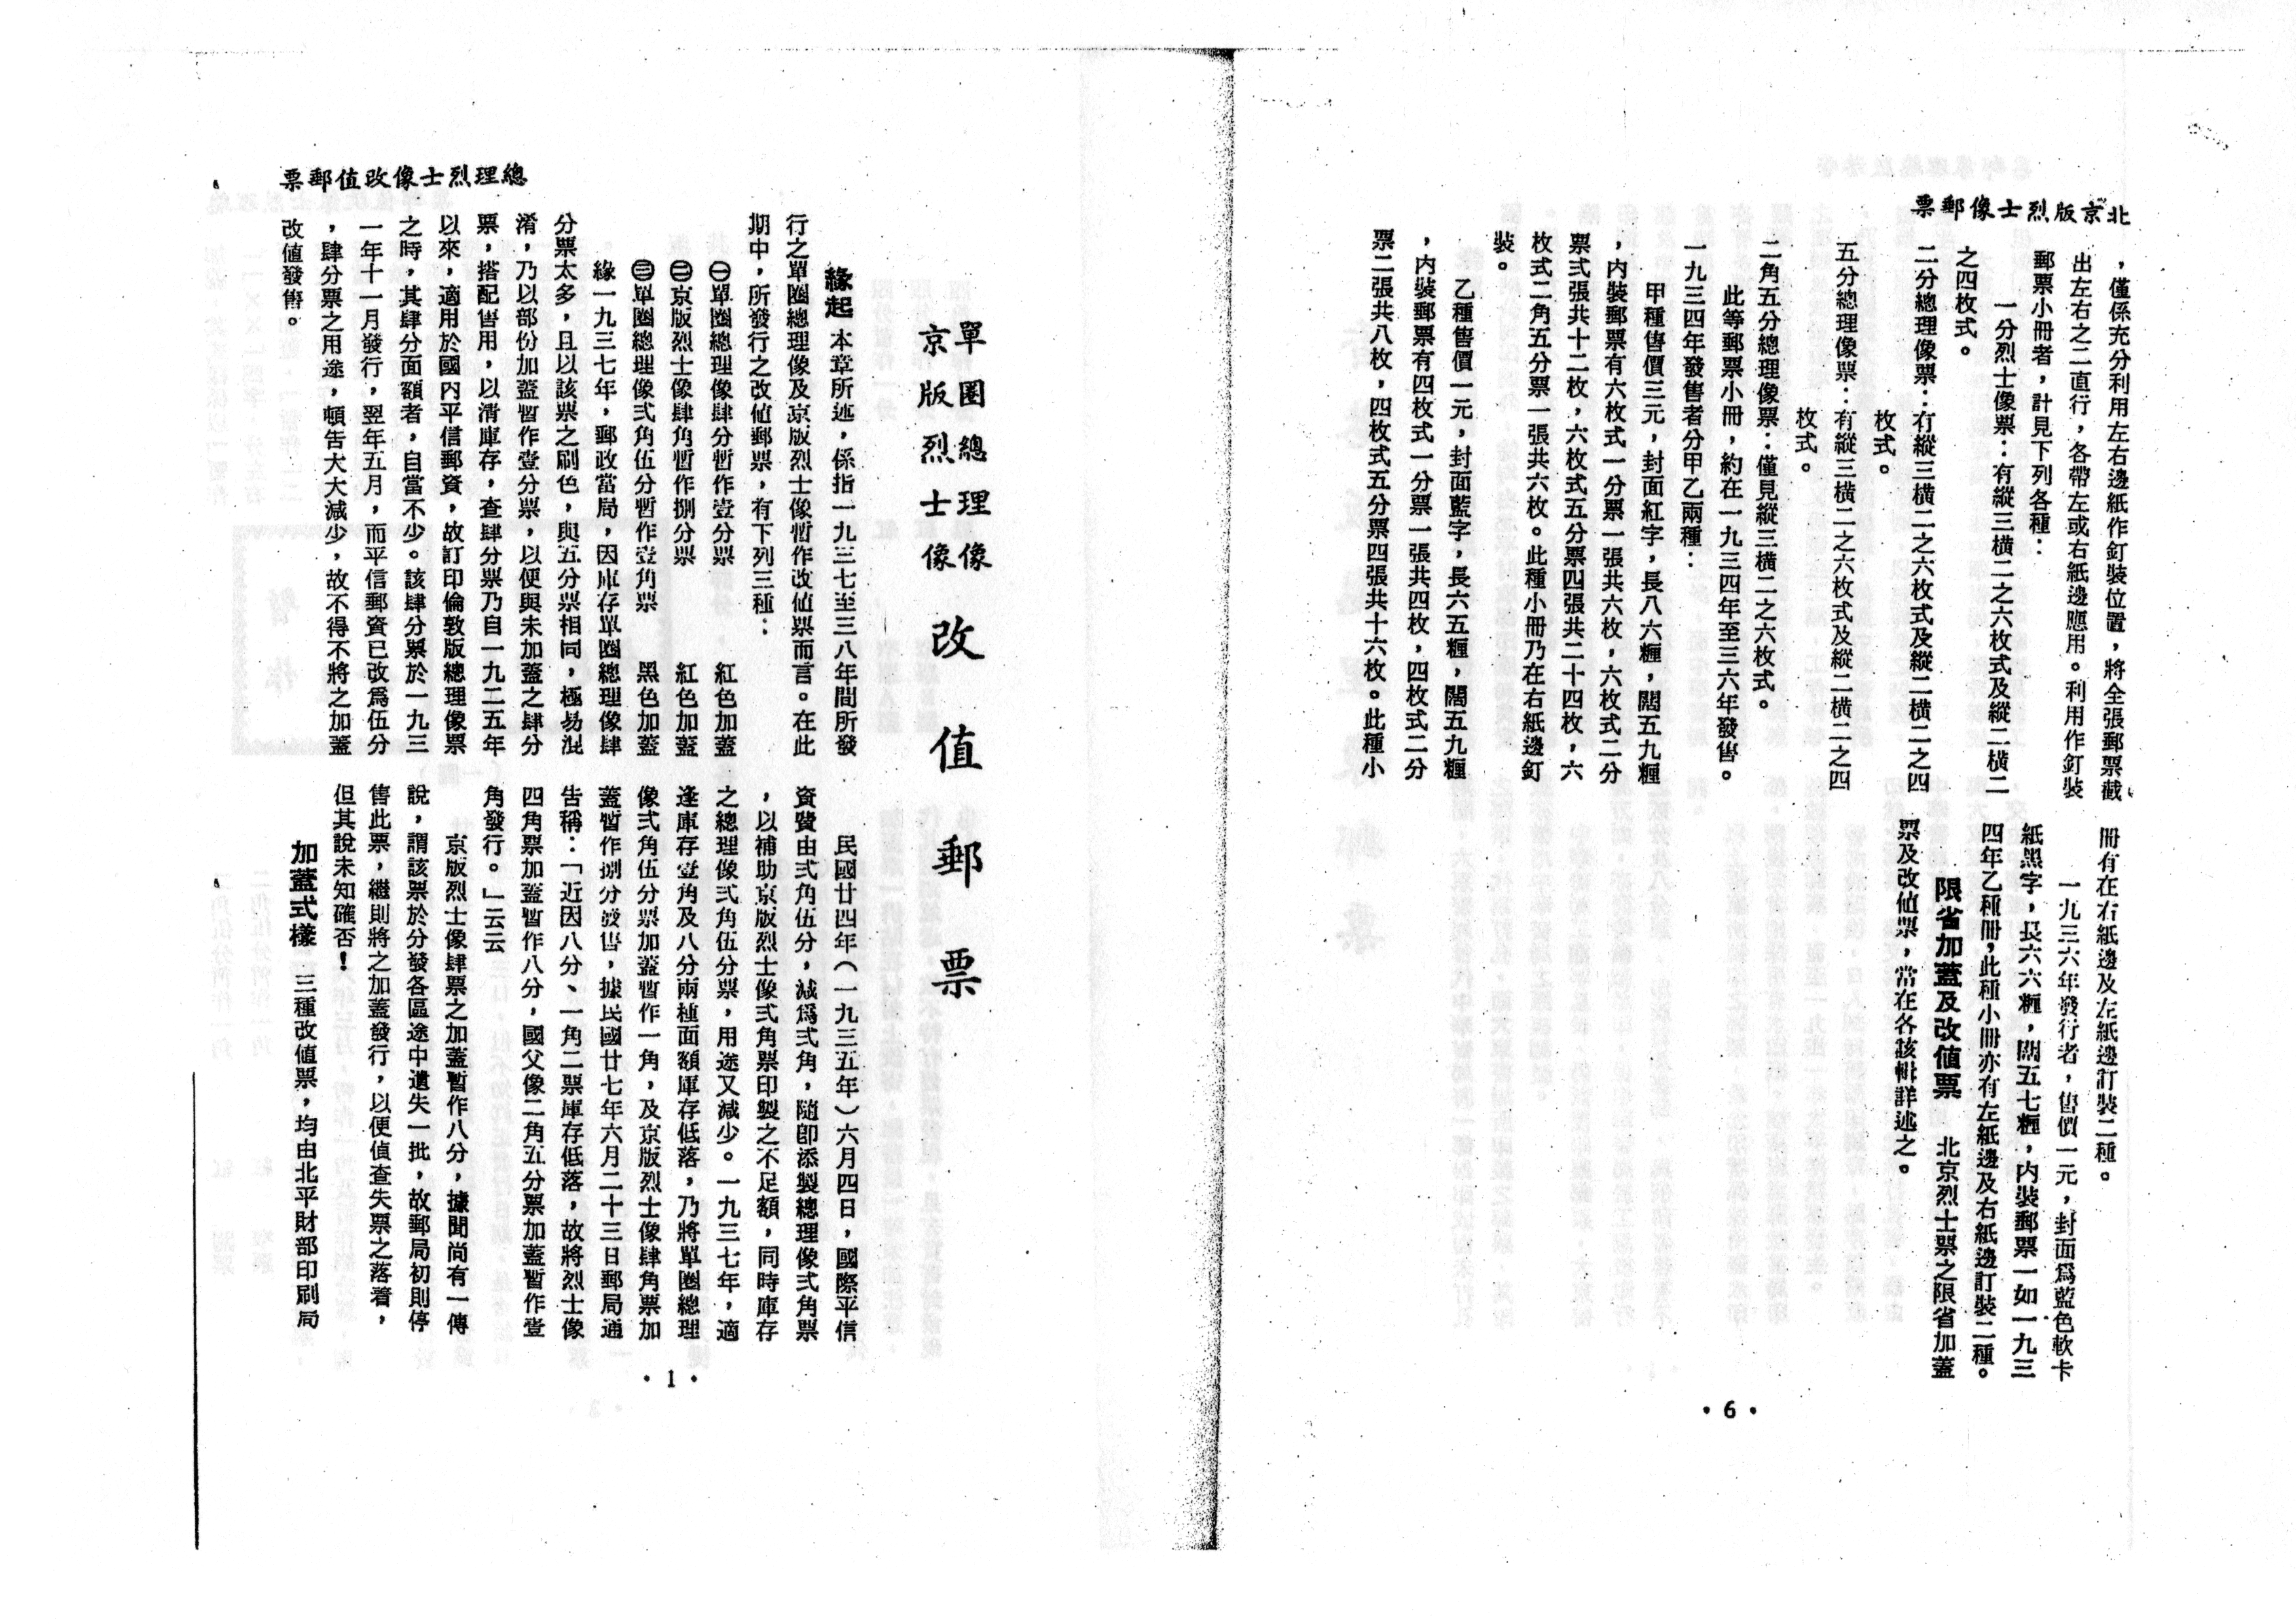 北京版烈士像郵票
，僅係充分利用左右邊紙作釘裝位置，將全張郵票截
出左右之二直行，各帶左或右紙邊應用。利用作釘裝
郵票小冊者，計見下列各種：
一分烈士像票：有縱三橫二之六枚式及縱二橫二
之四枚式。
二分總理像票：有縱三橫二之六枚式及縱二橫二之四
枚式。
五分總理像票：有縱三橫二之六枚式及縱二橫二之四
枚式。
二角五分總理像票：僅見縱三橫二之六枚式。
此等郵票小冊，約在一九三四年至三六年發售。
一九三四年發售者分甲乙兩種：
甲種售價三元，封面紅字，長八六糎，闊五九糎
，內裝郵票有六枚式一分票一張共六枚，六枚式二分
票式張共十二枚，六枚式五分票四張共二十四枚，六
枚式二角五分票一張共六枚。此種小冊乃在右紙邊釘
裝。
乙種售價一元，封面藍字，長六五糎，闊五九糎
，內裝郵票有四枚式一分票一張共四枚，四枚式二分
票二張共八枚，四枚式五分票四張共十六枚。此種小
冊有在右紙邊及左紙邊訂裝二種。
一九三六年發行者，售價一元，封面爲藍色軟卡
紙黑字，長六六糎，闊五七糎，內裝郵票一如一九三
四年乙種冊，此種小冊亦有左紙邊及右紙邊訂裝二種。
限省加蓋及改值票　北京烈士票之限省加蓋
票及改値票，當在各該輯詳述之。
• 6 •
總理烈士像改值郵票
單圈總理像
京版烈士像
改值郵票
緣起　本章所述，係指一九三七至三八年間所發
行之單圈總理像及京版烈士像暫作改値票而言。在此
期中，所發行之改値郵票，有下列三種：
㊀單圈總理像肆分暫作壹分票　紅色加蓋
㊁京版烈士像肆角暫作捌分票　紅色加蓋
㊂單圈總理像式角伍分暫作壹角票　黑色加蓋
緣一九三七年，郵政當局，因庫存單圈總理像肆
分票太多，且以該票之刷色，與五分票相同，極易混
淆，乃以部份加蓋暫作壹分票，以便與未加蓋之肆分
票，搭配售用，以清庫存，查肆分票乃自一九二五年
以來，適用於國內平信郵資，故訂印倫敦版總理像票
之時，其肆分面額者，自當不少。該肆分票於一九三
一年十一月發行，翌年五月，而平信郵資已改爲伍分
，肆分票之用途，頓吿大大減少，故不得不將之加蓋
改値發售。
民國廿四年（一九三五年）六月四日，國際平信
資費由式角伍分，減爲式角，隨卽添製總理像式角票
，以補助京版烈士像式角票印製之不足額，同時庫存
之總理像式角伍分票，用途又減少。一九三七年，適
逢庫存壹角及八分兩種面額庫存低落，乃將單圈總理
像式角伍分票加蓋暫作一角，及京版烈士像肆角票加
蓋暫作捌分發售，據民國廿七年六月二十三日郵局通
吿稱：「近因八分、一角二票庫存低落，故將烈士像
四角票加蓋暫作八分，國父像二角五分票加蓋暫作壹
角發行。」云云
京版烈士像肆票之加蓋暫作八分，據聞尚有一傳
說，謂該票於分發各區途中遺失一批，故郵局初則停
售此票，繼則將之加蓋發行，以便偵查失票之落着，
但其說未知確否！
加蓋式樣　三種改値票，均由北平財部印刷局
• 1 •